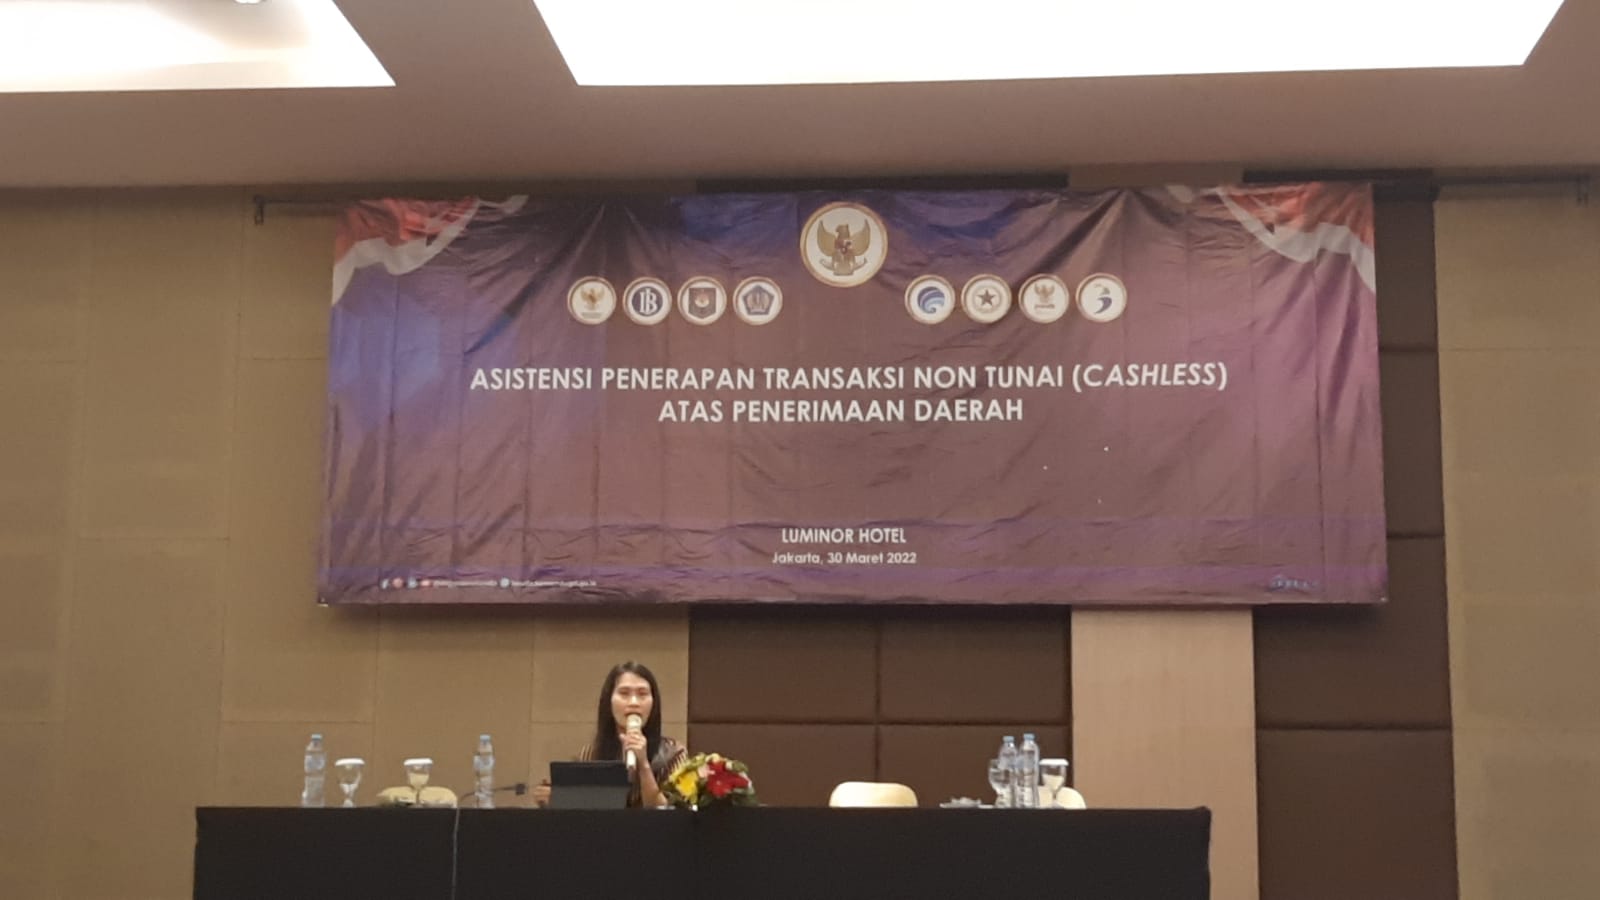 ASISTENSI PENERAPAN TRANSAKSI NON TUNAI (CASHLESS)
ATAS PENERIMAAN DAERAH
LUMINOR HOTEL
Jakarta, 30 Maret 2022